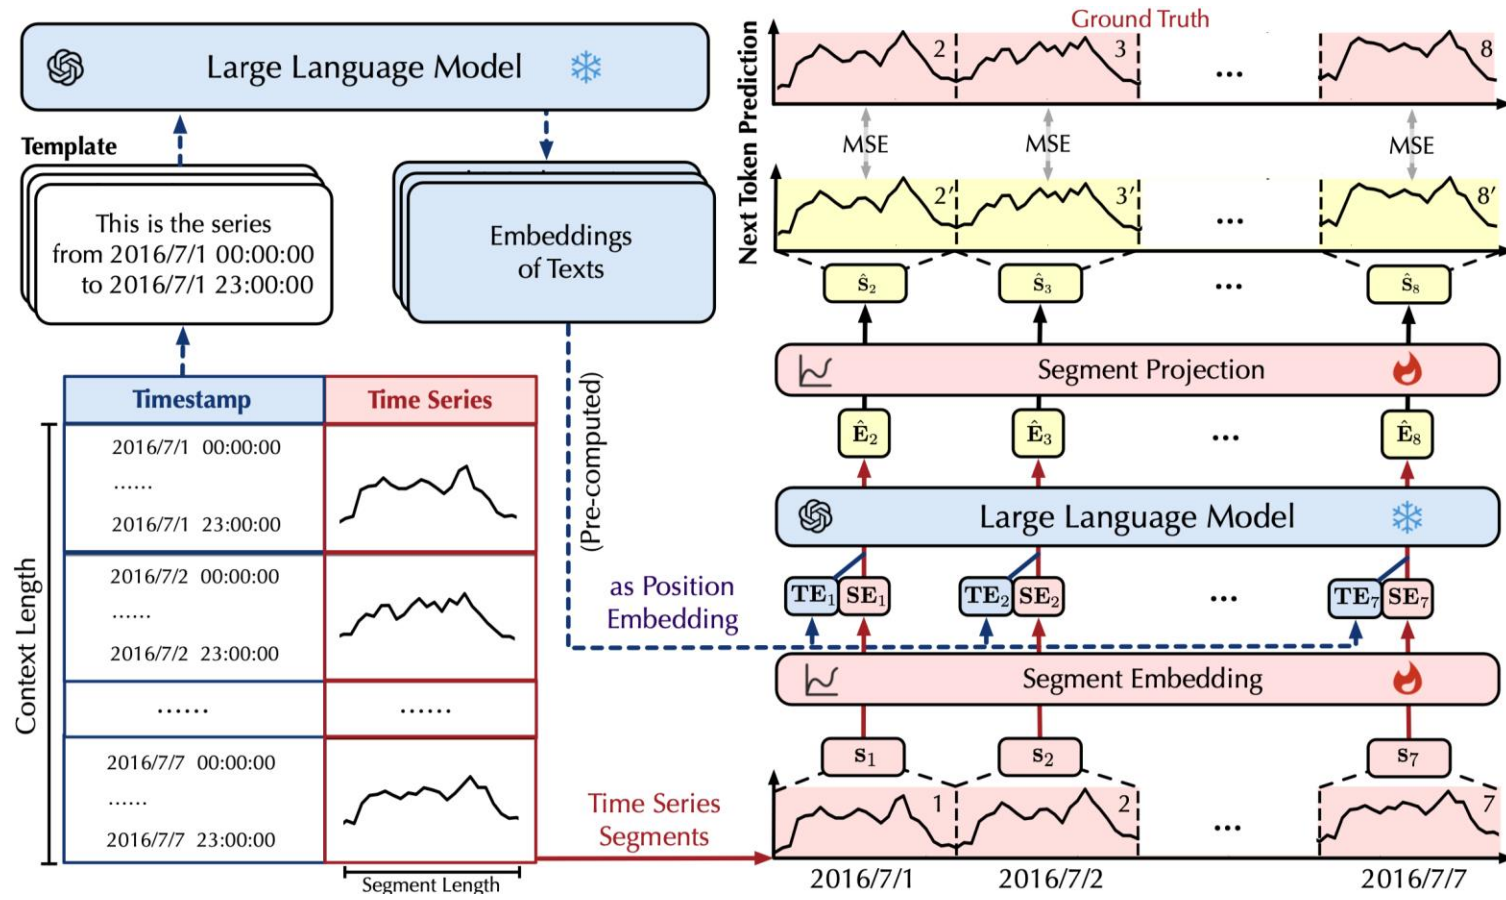 Large Language Model
Template
This is the series
from 2016/7/1 00:00:00
to 2016/7/1 23:00:00
Embeddings
of Texts
Timestamp
Time Series
2016/7/1 00:00:00
......
2016/7/1 23:00:00
2016/7/2 00:00:00
......
2016/7/2 23:00:00
......
......
2016/7/7 00:00:00
......
2016/7/7 23:00:00
Context Length
Segment Length
(Pre-computed)
as Position
Embedding
Time Series
Segments
Ground Truth
Next Token Prediction
2
3
...
8
MSE
MSE
MSE
2′
3′
...
8′
ŝ₂
ŝ₃
...
ŝ₈
Segment Projection
Ê₂
Ê₃
...
Ê₈
Large Language Model
TE₁ SE₁
TE₂ SE₂
...
TE₇ SE₇
Segment Embedding
s₁
s₂
s₇
1
2
...
7
2016/7/1
2016/7/2
2016/7/7